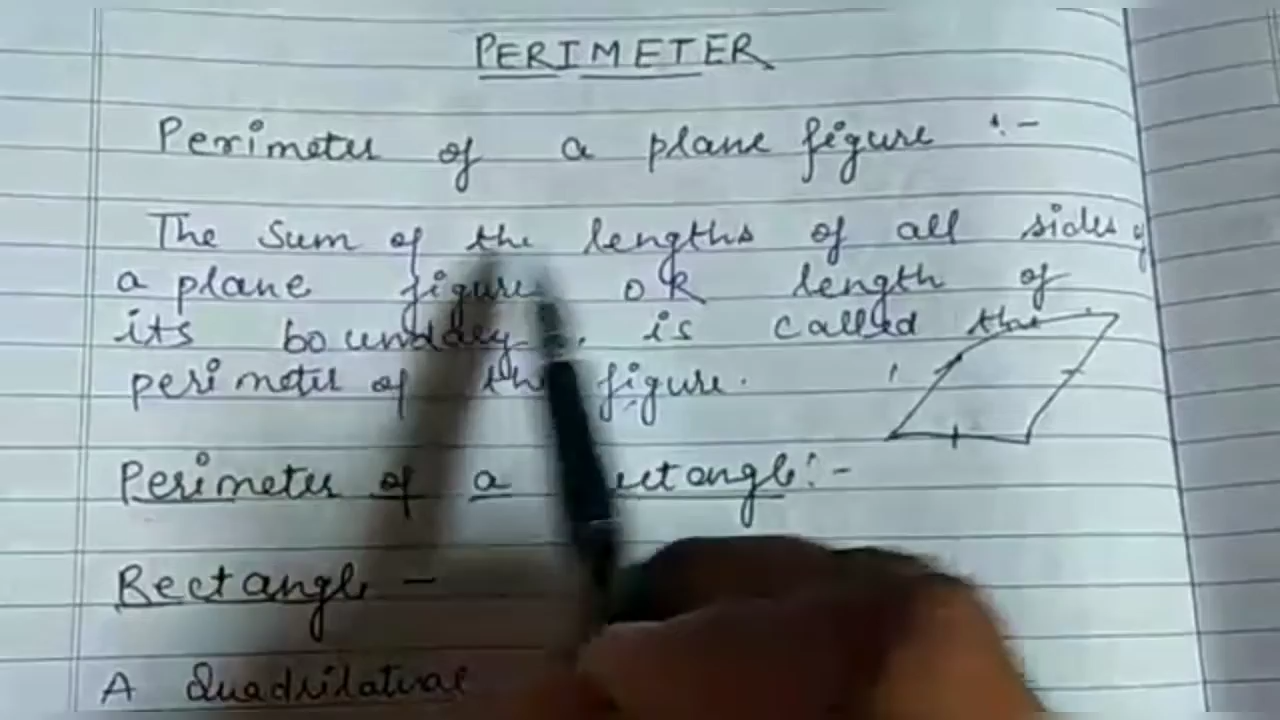 PERIMETER
Perimeter of a plane figure :-
The Sum of the lengths of all sides of
a plane figure OR length of
its boundary, is called the
perimeter of the figure.
Perimeter of a :-
Rectangle -
A Quadrilateral